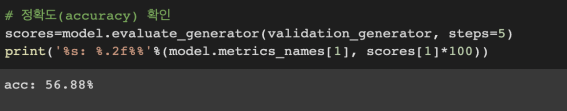 # 정확도(accuracy) 확인
scores=model.evaluate_generator(validation_generator, steps=5)
print('%s: %.2f%%'%(model.metrics_names[1], scores[1]*100))
acc: 56.88%